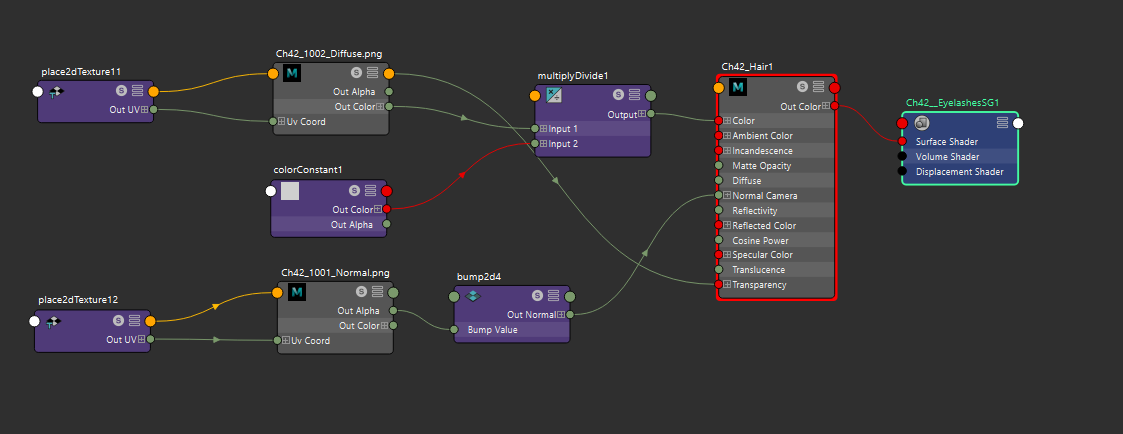 place2dTexture11
Out UV
Ch42_1002_Diffuse.png
Out Alpha
Out Color
Uv Coord
colorConstant1
Out Color
Out Alpha
multiplyDivide1
Output
Input 1
Input 2
Ch42_Hair1
Out Color
Color
Ambient Color
Incandescence
Matte Opacity
Diffuse
Normal Camera
Reflectivity
Reflected Color
Cosine Power
Specular Color
Translucence
Transparency
Ch42__EyelashesSG1
Surface Shader
Volume Shader
Displacement Shader
place2dTexture12
Out UV
Ch42_1001_Normal.png
Out Alpha
Out Color
Uv Coord
bump2d4
Out Normal
Bump Value